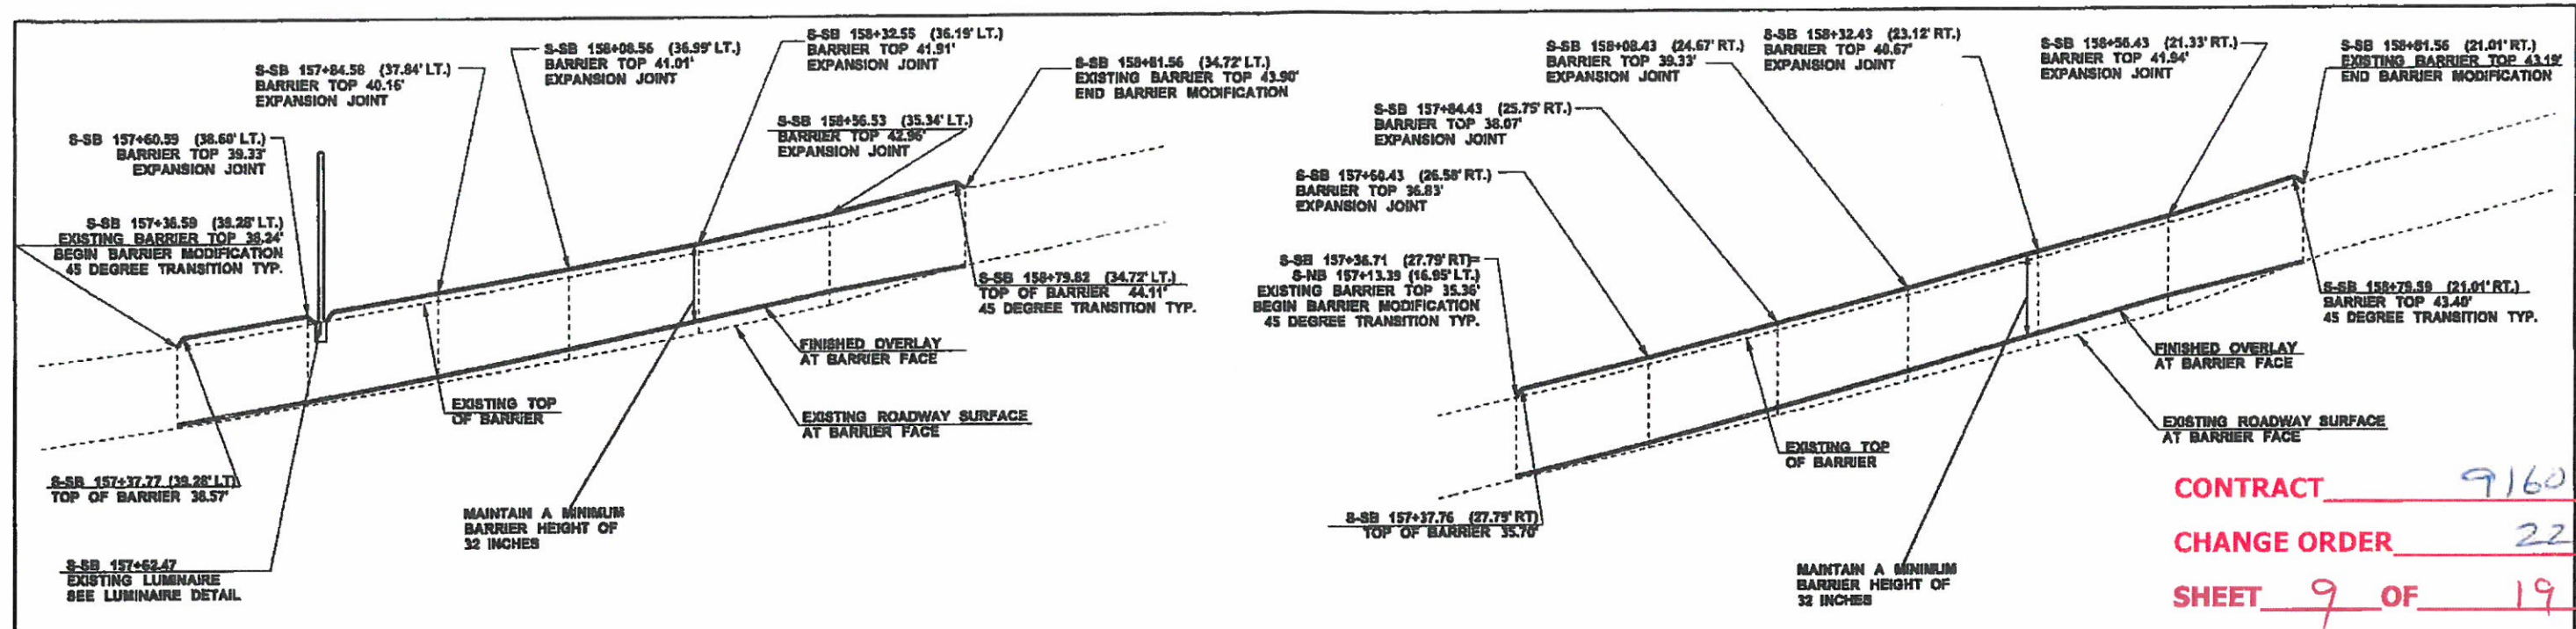 S-SB 157+84.58 (37.84' LT.)
BARRIER TOP 40.16'
EXPANSION JOINT
S-SB 158+08.56 (36.99' LT.)
BARRIER TOP 41.01'
EXPANSION JOINT
S-SB 158+32.55 (36.19' LT.)
BARRIER TOP 41.91'
EXPANSION JOINT
S-SB 158+81.56 (34.72' LT.)
EXISTING BARRIER TOP 43.90'
END BARRIER MODIFICATION
S-SB 157+60.59 (38.60' LT.)
BARRIER TOP 39.33'
EXPANSION JOINT
S-SB 158+56.53 (35.34' LT.)
BARRIER TOP 42.96'
EXPANSION JOINT
S-SB 157+36.59 (39.28' LT.)
EXISTING BARRIER TOP 38.24'
BEGIN BARRIER MODIFICATION
45 DEGREE TRANSITION TYP.
S-SB 158+79.82 (34.72' LT.)
TOP OF BARRIER 44.11'
45 DEGREE TRANSITION TYP.
FINISHED OVERLAY
AT BARRIER FACE
EXISTING TOP
OF BARRIER
EXISTING ROADWAY SURFACE
AT BARRIER FACE
S-SB 157+37.77 (39.28' LT)
TOP OF BARRIER 38.57'
MAINTAIN A MINIMUM
BARRIER HEIGHT OF
32 INCHES
S-SB 157+62.47
EXISTING LUMINAIRE
SEE LUMINAIRE DETAIL
S-SB 158+08.43 (24.67' RT.)
BARRIER TOP 39.33'
EXPANSION JOINT
S-SB 158+32.43 (23.12' RT.)
BARRIER TOP 40.67'
EXPANSION JOINT
S-SB 158+56.43 (21.33' RT.)
BARRIER TOP 41.94'
EXPANSION JOINT
S-SB 158+81.56 (21.01' RT.)
EXISTING BARRIER TOP 43.19'
END BARRIER MODIFICATION
S-SB 157+84.43 (25.75' RT.)
BARRIER TOP 38.07'
EXPANSION JOINT
S-SB 157+60.43 (26.58' RT.)
BARRIER TOP 36.83'
EXPANSION JOINT
S-SB 157+36.71 (27.79' RT)=
S-NB 157+13.39 (16.95' LT.)
EXISTING BARRIER TOP 35.36'
BEGIN BARRIER MODIFICATION
45 DEGREE TRANSITION TYP.
S-SB 158+79.59 (21.01' RT.)
BARRIER TOP 43.40'
45 DEGREE TRANSITION TYP.
FINISHED OVERLAY
AT BARRIER FACE
EXISTING TOP
OF BARRIER
EXISTING ROADWAY SURFACE
AT BARRIER FACE
S-SB 157+37.76 (27.79' RT)
TOP OF BARRIER 35.70'
MAINTAIN A MINIMUM
BARRIER HEIGHT OF
32 INCHES
CONTRACT 9160
CHANGE ORDER 22
SHEET 9 OF 19